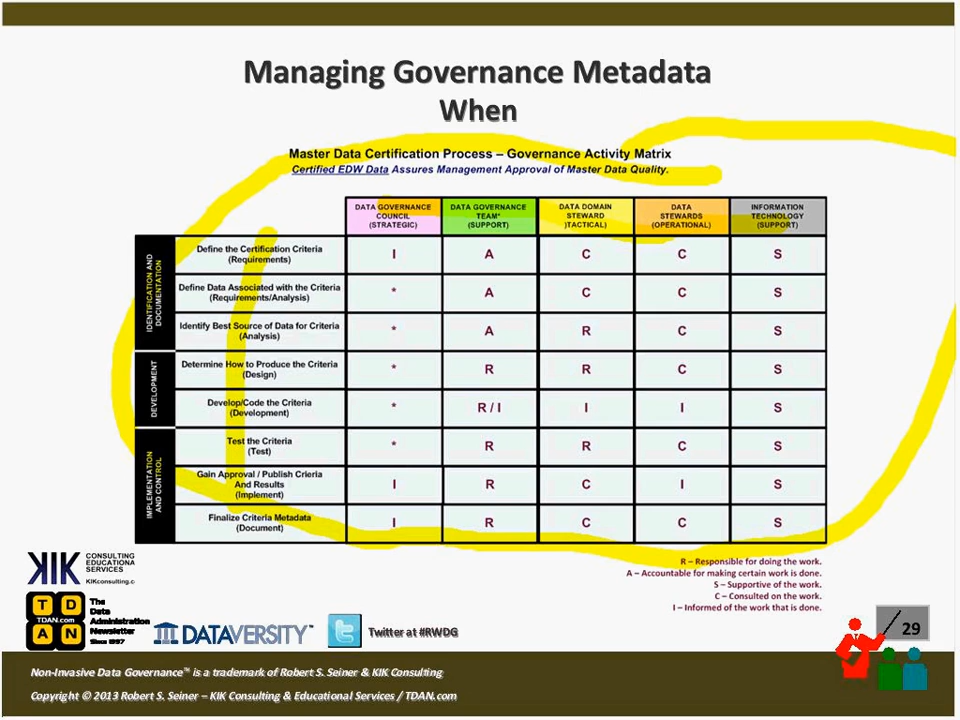 Managing Governance Metadata
When
Master Data Certification Process – Governance Activity Matrix
Certified EDW Data Assures Management Approval of Master Data Quality.
DATA GOVERNANCE COUNCIL (STRATEGIC) DATA GOVERNANCE TEAM* (SUPPORT) DATA DOMAIN STEWARD )TACTICAL) DATA STEWARDS (OPERATIONAL) INFORMATION TECHNOLOGY (SUPPORT)
IDENTIFICATION AND DOCUMENTATION
Define the Certification Criteria (Requirements) I A C C S
Define Data Associated with the Criteria (Requirements/Analysis) * A C C S
Identify Best Source of Data for Criteria (Analysis) * A R C S
DEVELOPMENT
Determine How to Produce the Criteria (Design) * R R C S
Develop/Code the Criteria (Development) * R / I I I S
IMPLEMENTATION AND CONTROL
Test the Criteria (Test) * R R C S
Gain Approval / Publish Crieria And Results (Implement) I R C I S
Finalize Criteria Metadata (Document) I R C C S
R – Responsible for doing the work.
A – Accountable for making certain work is done.
S – Supportive of the work.
C – Consulted on the work.
I – Informed of the work that is done.
KIK CONSULTING
EDUCATIONA
SERVICES
KIKconsulting.c
T D
TDAN.com
A N
The
Data
Administration
Newsletter
Since 1997
DATAVERSITY™
Twitter at #RWDG
29
Non-Invasive Data Governance™ is a trademark of Robert S. Seiner & KIK Consulting
Copyright © 2013 Robert S. Seiner – KIK Consulting & Educational Services / TDAN.com